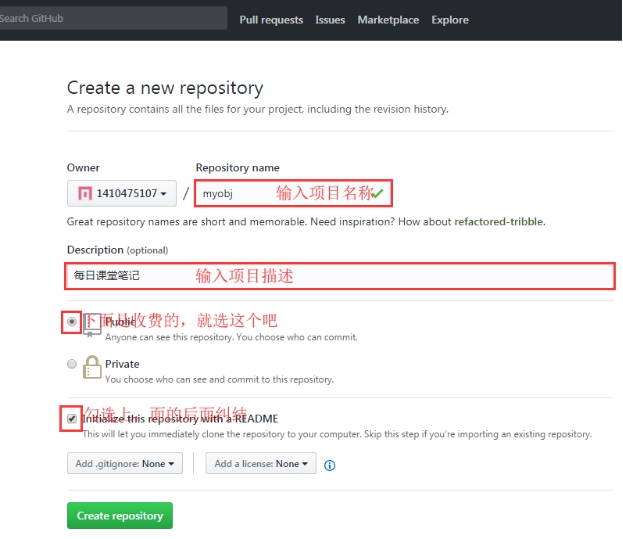 Search GitHub
Pull requests Issues Marketplace Explore
Create a new repository
A repository contains all the files for your project, including the revision history.
Owner Repository name
1410475107 / myobj 输入项目名称
Great repository names are short and memorable. Need inspiration? How about refactored-tribble.
Description (optional)
每日课堂笔记 输入项目描述
Public 下面是收费的，就选这个吧
Anyone can see this repository. You choose who can commit.
Private
You choose who can see and commit to this repository.
Initialize this repository with a README 勾选上，面的后面纠结
This will let you immediately clone the repository to your computer. Skip this step if you're importing an existing repository.
Add .gitignore: None Add a license: None
Create repository